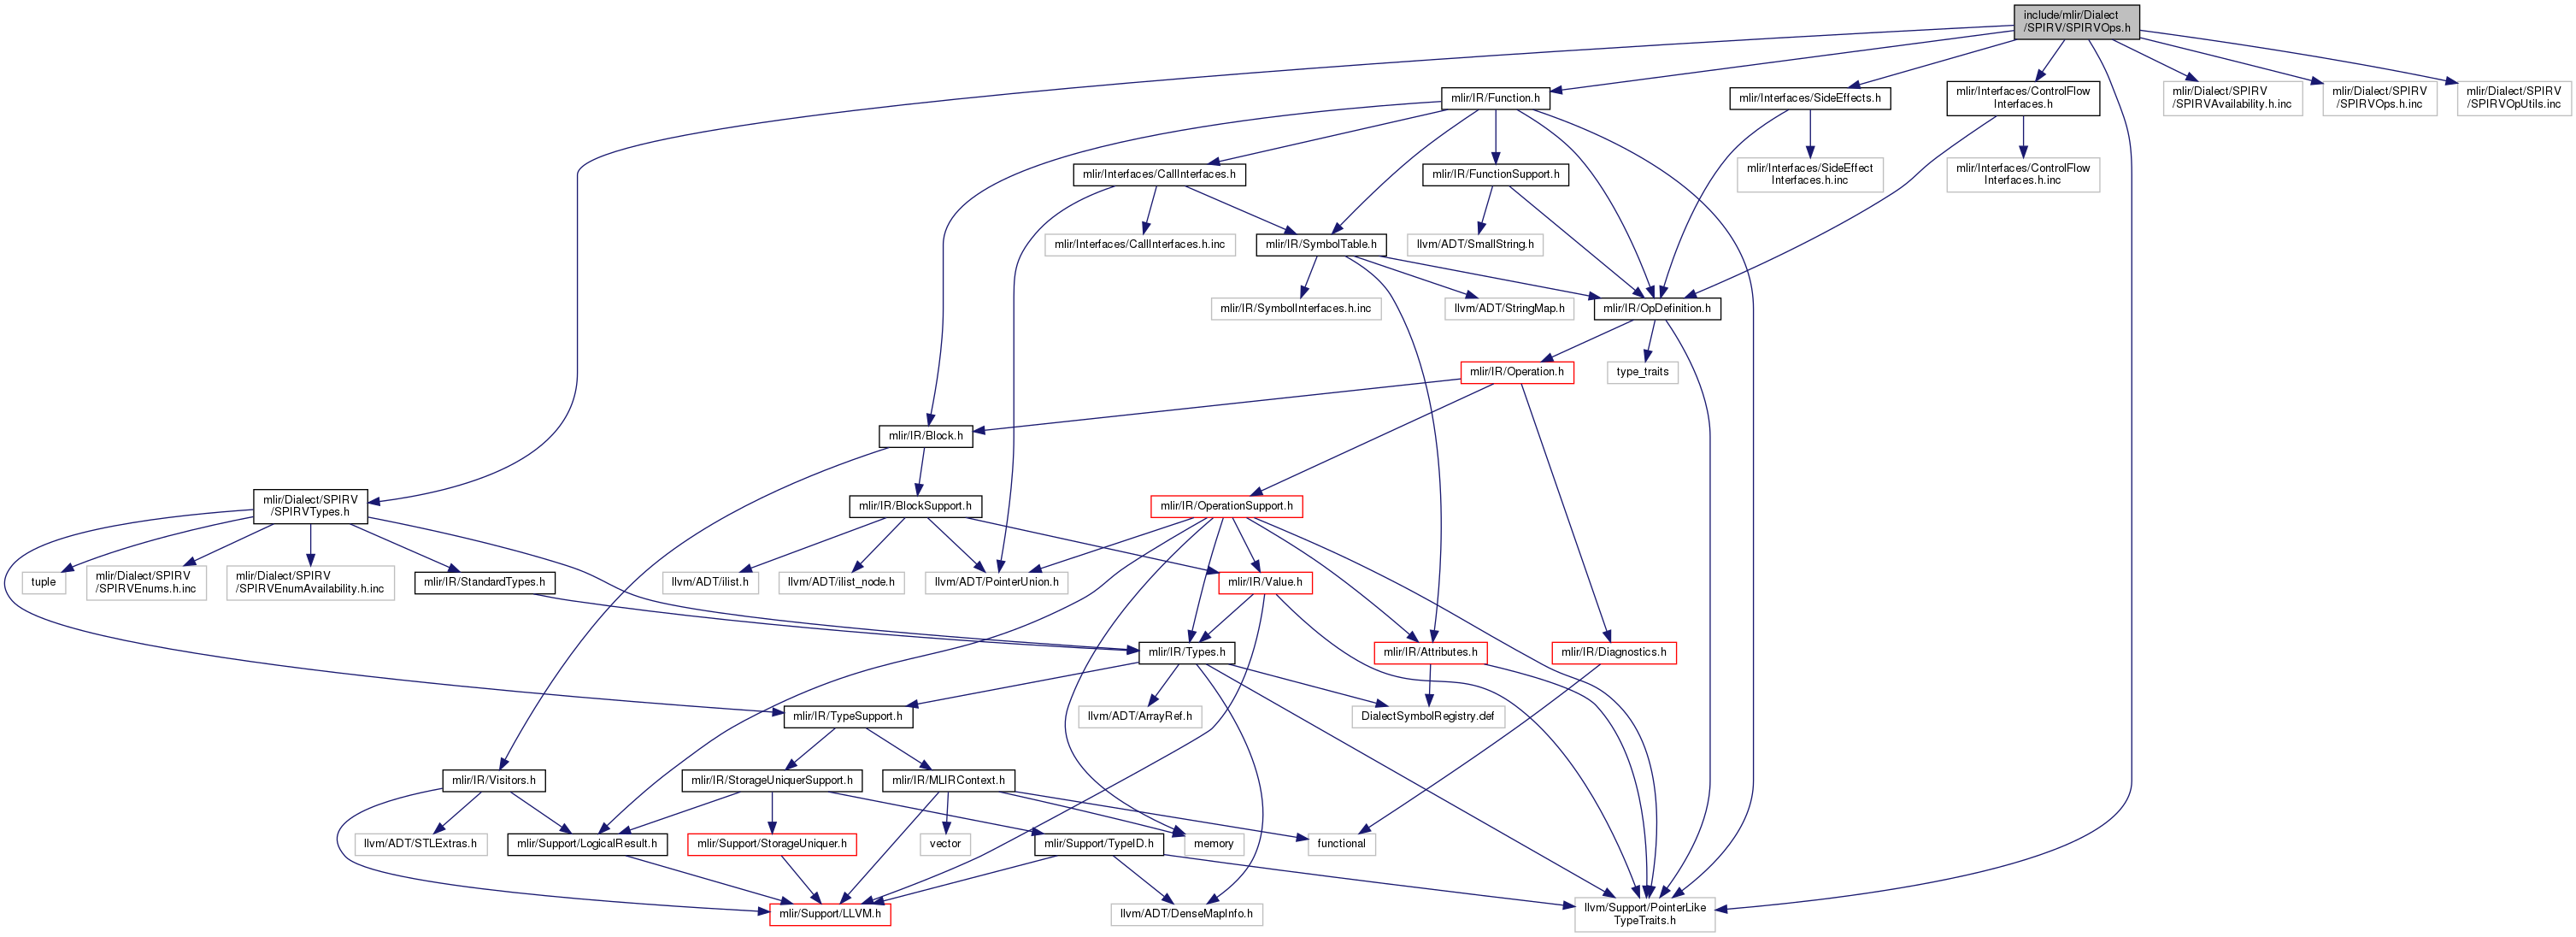 include/mlir/Dialect
/SPIRV/SPIRVOps.h
mlir/IR/Function.h
mlir/Interfaces/SideEffects.h
mlir/Interfaces/ControlFlow
Interfaces.h
mlir/Dialect/SPIRV
/SPIRVAvailability.h.inc
mlir/Dialect/SPIRV
/SPIRVOps.h.inc
mlir/Dialect/SPIRV
/SPIRVOpUtils.inc
mlir/Interfaces/CallInterfaces.h
mlir/IR/FunctionSupport.h
mlir/Interfaces/SideEffect
Interfaces.h.inc
mlir/Interfaces/ControlFlow
Interfaces.h.inc
mlir/Interfaces/CallInterfaces.h.inc
mlir/IR/SymbolTable.h
llvm/ADT/SmallString.h
mlir/IR/SymbolInterfaces.h.inc
llvm/ADT/StringMap.h
mlir/IR/OpDefinition.h
mlir/IR/Operation.h
type_traits
mlir/IR/Block.h
mlir/Dialect/SPIRV
/SPIRVTypes.h
mlir/IR/BlockSupport.h
mlir/IR/OperationSupport.h
tuple
mlir/Dialect/SPIRV
/SPIRVEnums.h.inc
mlir/Dialect/SPIRV
/SPIRVEnumAvailability.h.inc
mlir/IR/StandardTypes.h
llvm/ADT/ilist.h
llvm/ADT/ilist_node.h
llvm/ADT/PointerUnion.h
mlir/IR/Value.h
mlir/IR/Types.h
mlir/IR/Attributes.h
mlir/IR/Diagnostics.h
mlir/IR/TypeSupport.h
llvm/ADT/ArrayRef.h
DialectSymbolRegistry.def
mlir/IR/Visitors.h
mlir/IR/StorageUniquerSupport.h
mlir/IR/MLIRContext.h
llvm/ADT/STLExtras.h
mlir/Support/LogicalResult.h
mlir/Support/StorageUniquer.h
vector
mlir/Support/TypeID.h
memory
functional
mlir/Support/LLVM.h
llvm/ADT/DenseMapInfo.h
llvm/Support/PointerLike
TypeTraits.h